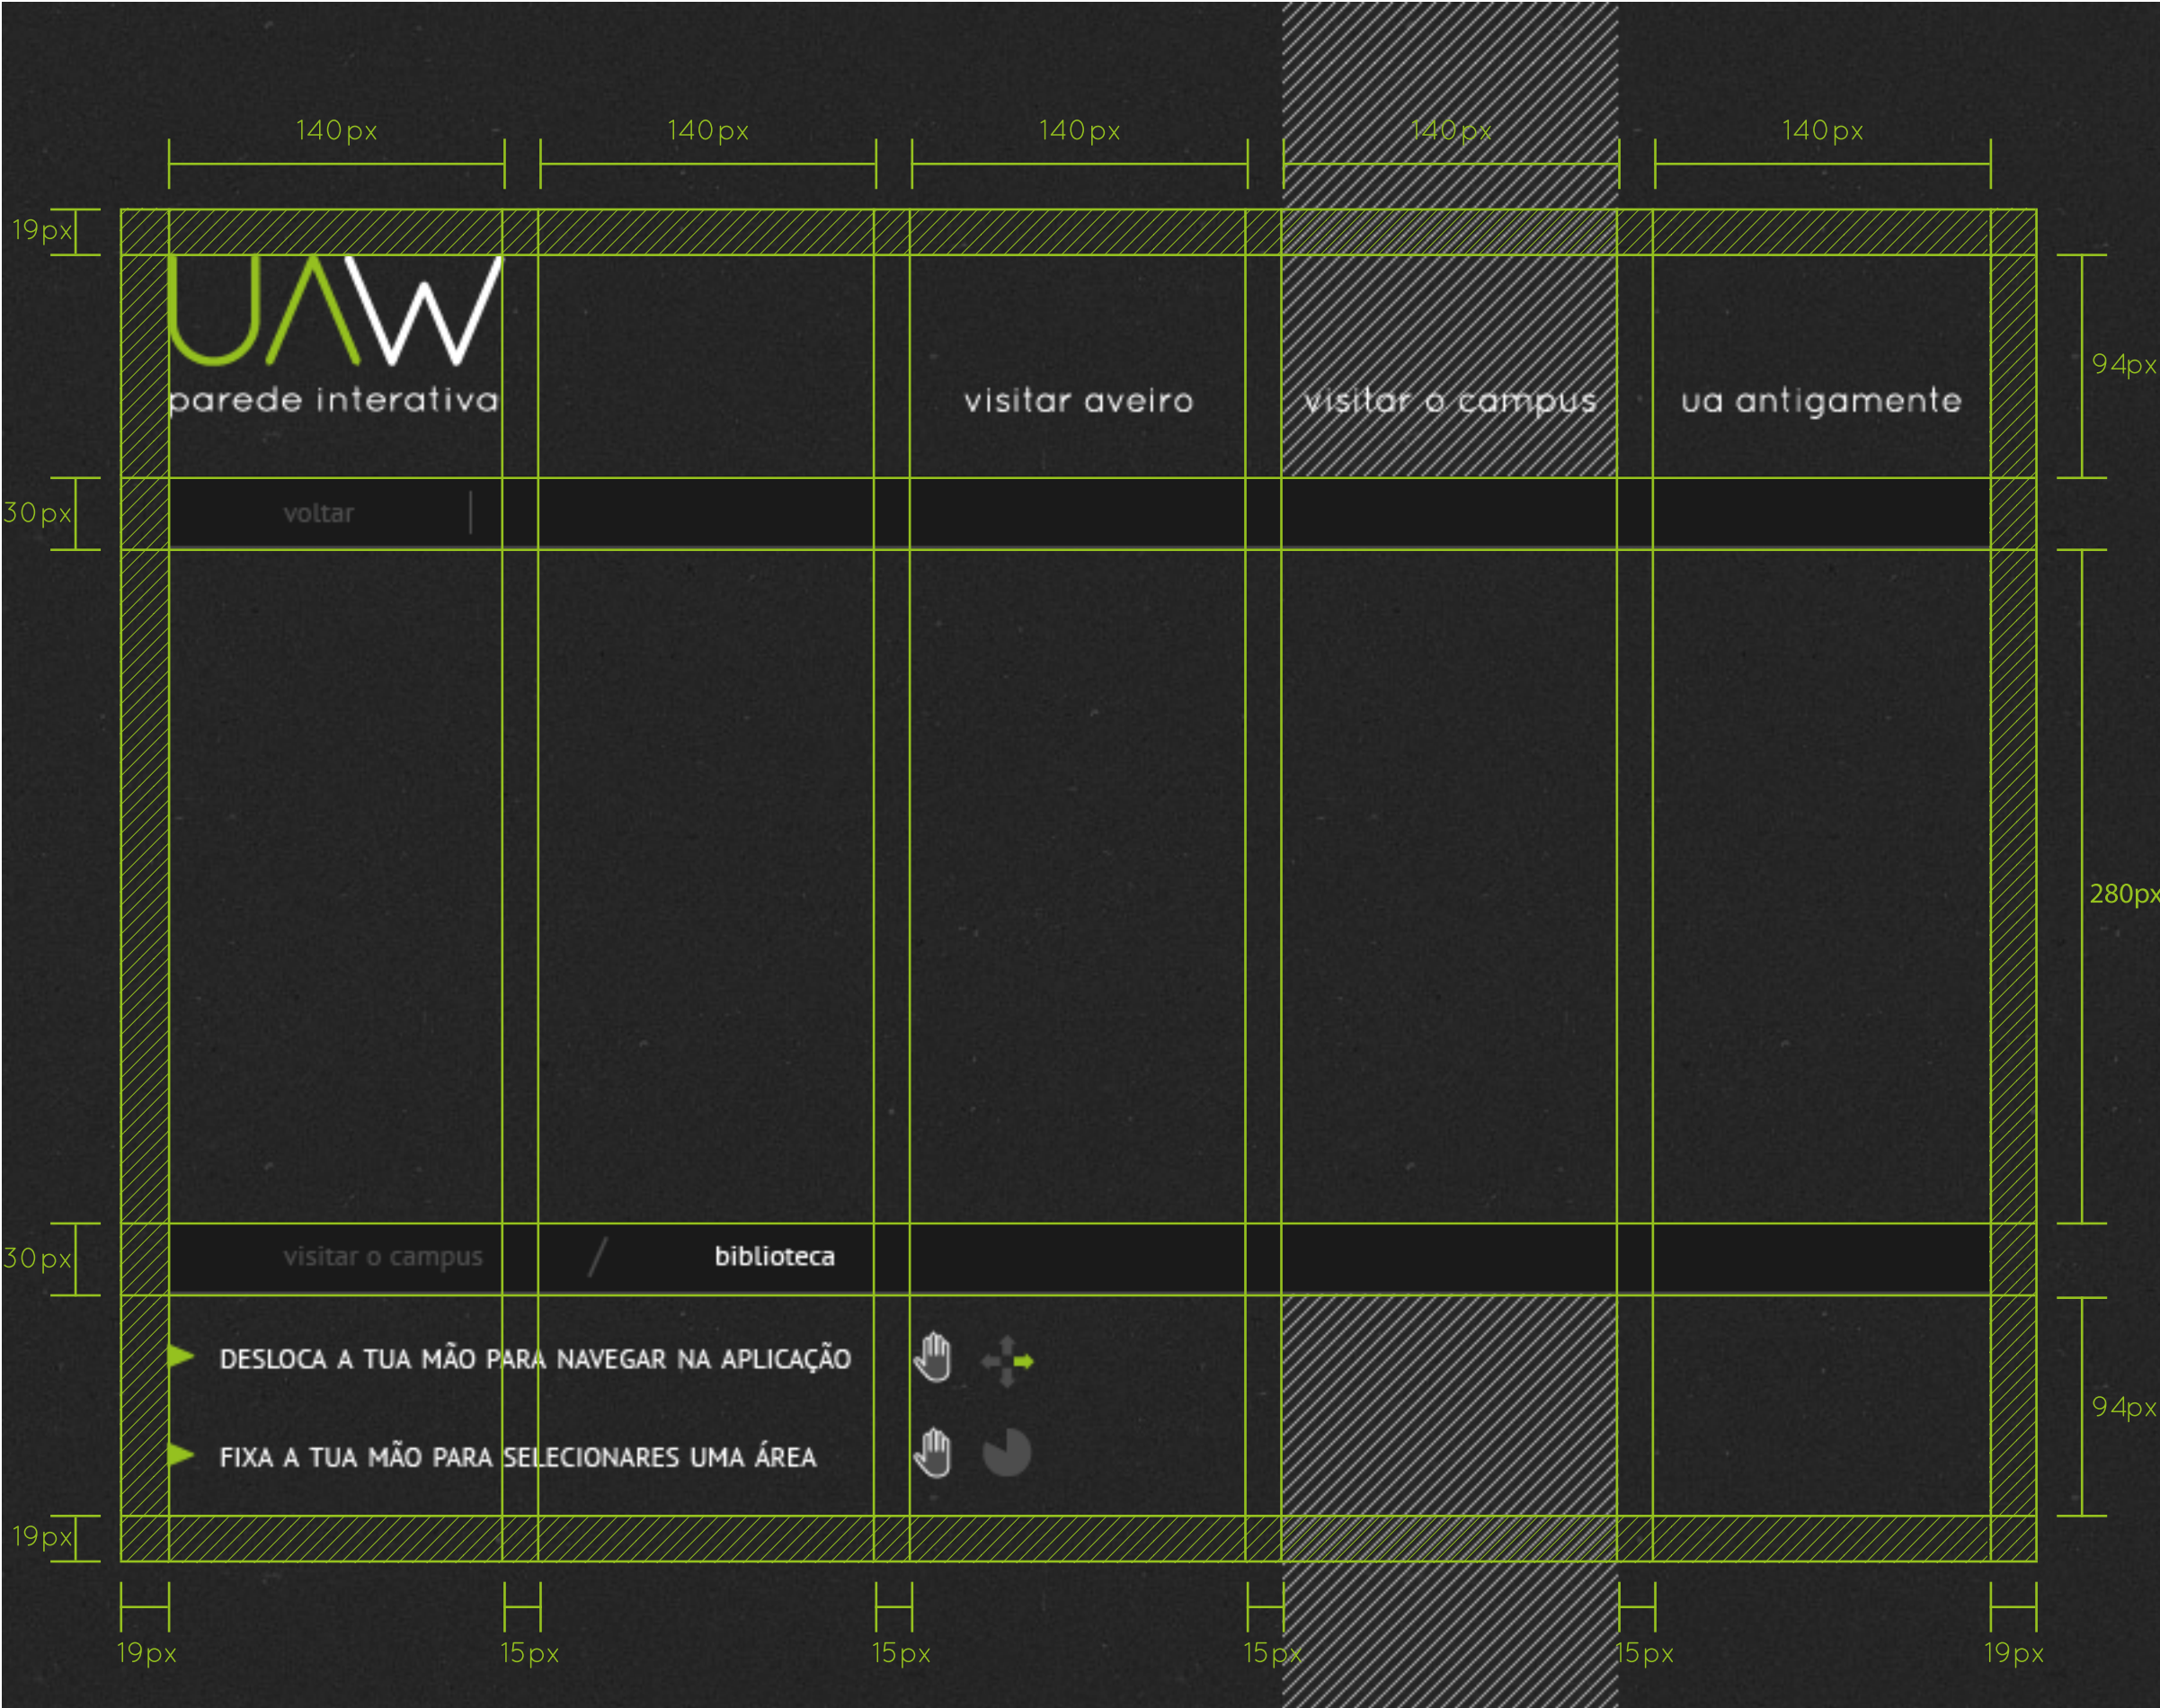 140px 140px 140px 140px 140px
19px
UAW
94px
parede interativa visitar aveiro visitar o campus ua antigamente
30px voltar
280px
30px visitar o campus / biblioteca
DESLOCA A TUA MÃO PARA NAVEGAR NA APLICAÇÃO
94px
FIXA A TUA MÃO PARA SELECIONARES UMA ÁREA
19px
19px 15px 15px 15px 15px 19px